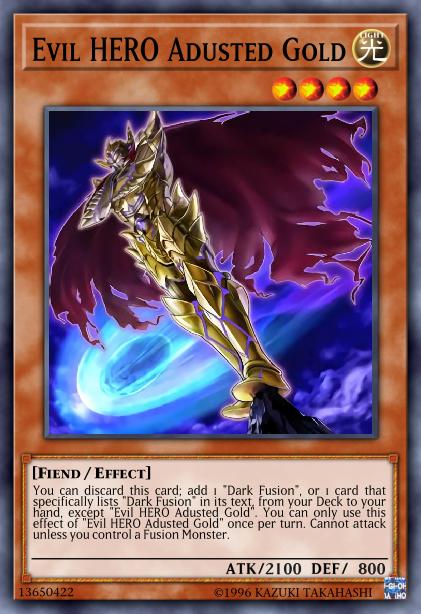 Evil HERO Adusted Gold
LIGHT
光
[Fiend / Effect]
You can discard this card; add 1 "Dark Fusion", or 1 card that
specifically lists "Dark Fusion" in its text, from your Deck to your
hand, except "Evil HERO Adusted Gold". You can only use this
effect of "Evil HERO Adusted Gold" once per turn. Cannot attack
unless you control a Fusion Monster.
ATK/2100 DEF/ 800
13650422
©1996 KAZUKI TAKAHASHI